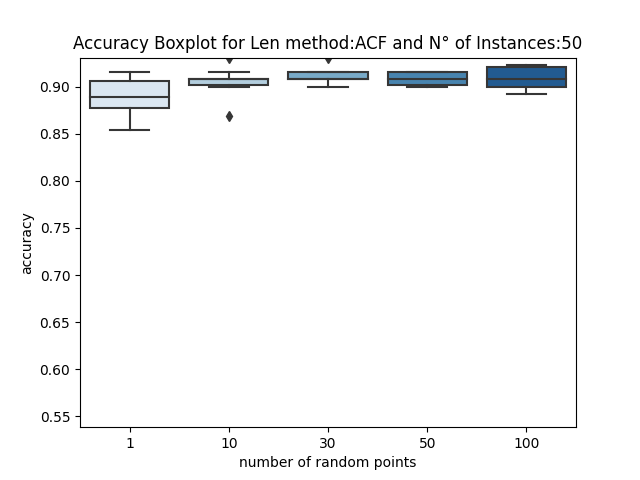 Accuracy Boxplot for Len method:ACF and N° of Instances:50
0.90
0.85
0.80
0.75
0.70
0.65
0.60
0.55
accuracy
1 10 30 50 100
number of random points